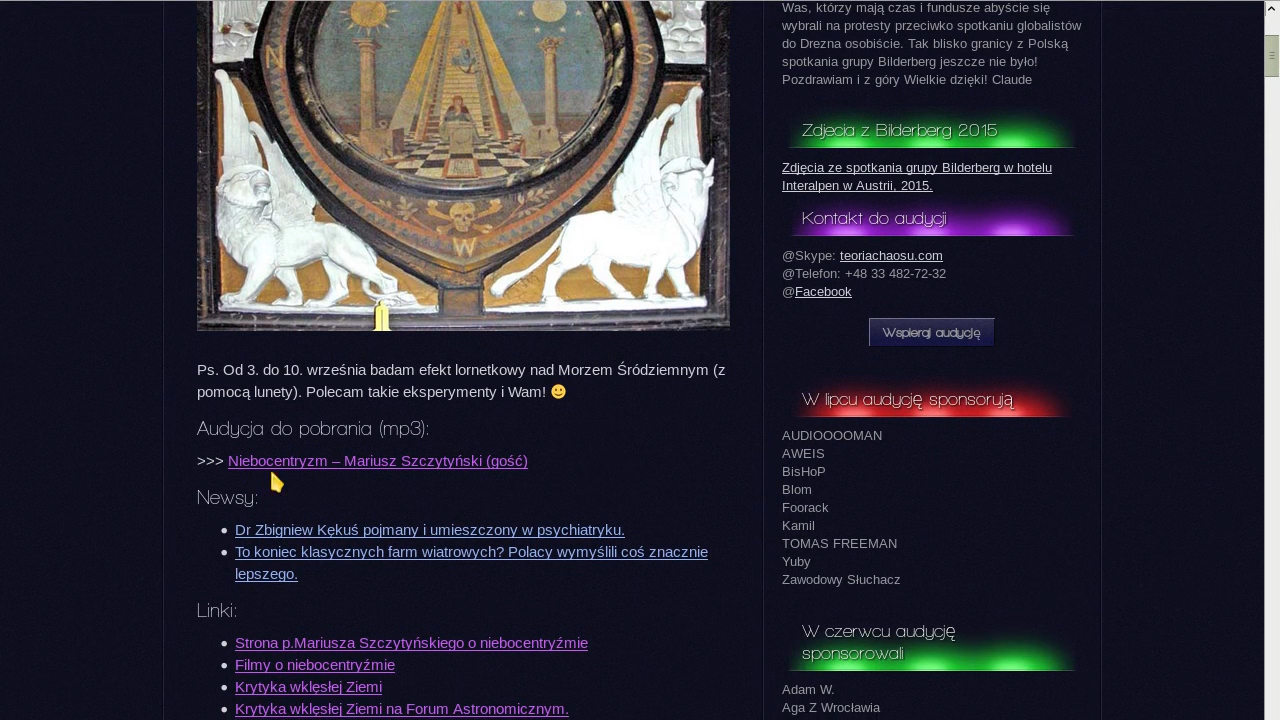 N
S
W
Ps. Od 3. do 10. września badam efekt lornetkowy nad Morzem Śródziemnym (z
pomocą lunety). Polecam takie eksperymenty i Wam!
Audycja do pobrania (mp3):
>>> Niebocentryzm – Mariusz Szczytyński (gość)
Newsy:
Dr Zbigniew Kękuś pojmany i umieszczony w psychiatryku.
To koniec klasycznych farm wiatrowych? Polacy wymyślili coś znacznie
lepszego.
Linki:
Strona p.Mariusza Szczytyńskiego o niebocentryźmie
Filmy o niebocentryźmie
Krytyka wklęsłej Ziemi
Krytyka wklęsłej Ziemi na Forum Astronomicznym.
Was, którzy mają czas i fundusze abyście się
wybrali na protesty przeciwko spotkaniu globalistów
do Drezna osobiście. Tak blisko granicy z Polską
spotkania grupy Bilderberg jeszcze nie było!
Pozdrawiam i z góry Wielkie dzięki! Claude
Zdjecia z Bilderberg 2015
Zdjęcia ze spotkania grupy Bilderberg w hotelu
Interalpen w Austrii, 2015.
Kontakt do audycji
@Skype: teoriachaosu.com
@Telefon: +48 33 482-72-32
@Facebook
Wspieraj audycję
W lipcu audycję sponsorują
AUDIOOOOMAN
AWEIS
BisHoP
Blom
Foorack
Kamil
TOMAS FREEMAN
Yuby
Zawodowy Słuchacz
W czerwcu audycję
sponsorowali
Adam W.
Aga Z Wrocławia